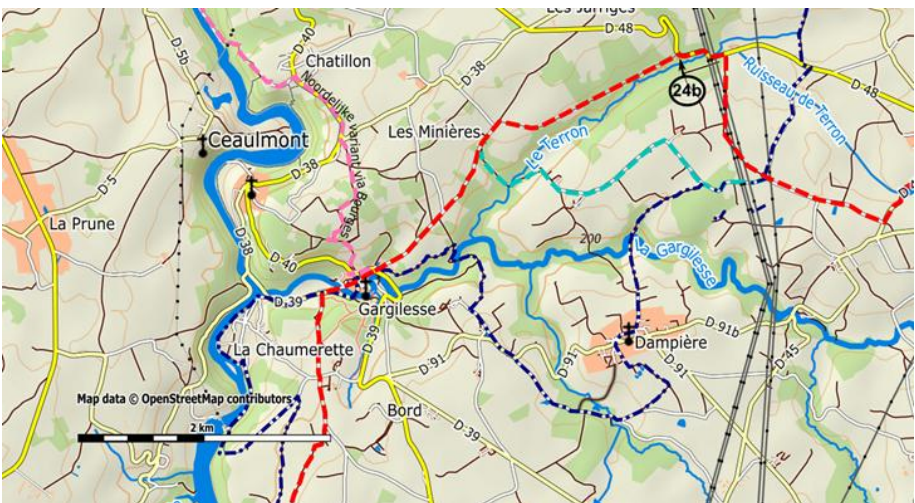 Les Jarriges
D 48
D 40
D 5b
Chatillon
D 38
24b
Ruisseau de Terron
D 48
Noordelijke variant via Bourges
Les Minières
Le Terron
Ceaulmont
D 38
D 5
La Prune
200
La Gargilesse
D 38
D 40
D 39
Gargilesse
D 91b
Dampière
D 45
La Chaumerette
D 39
D 91
D 91
D 91
Map data © OpenStreetMap contributors
Bord
2 km
D 39